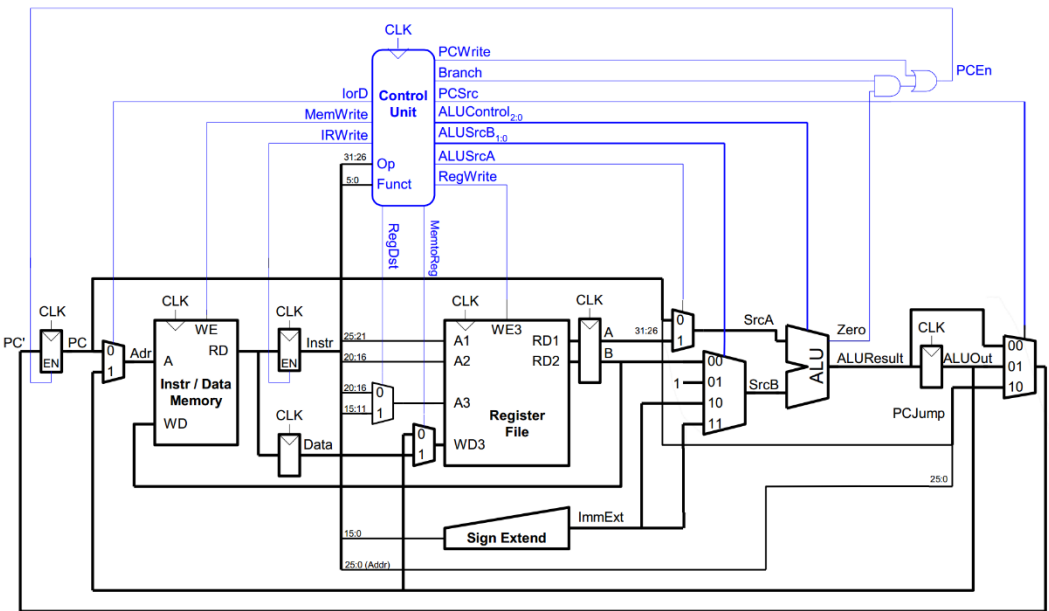 CLK
PCWrite
Branch
PCEn
IorD
Control
Unit
PCSrc
MemWrite
ALUControl2:0
IRWrite
ALUSrcB1:0
31:26
Op
ALUSrcA
5:0
Funct
RegWrite
RegDst
MemtoReg
CLK
CLK
CLK
CLK
CLK
PC'
EN
PC
0
1
Adr
WE
A
RD
Instr / Data
Memory
WD
EN
Instr
CLK
Data
25:21
20:16
20:16
15:11
0
1
0
1
WE3
A1
A2
A3
WD3
RD1
RD2
Register
File
A
B
31:26
0
1
SrcA
00
01
10
11
1
SrcB
ALU
Zero
ALUResult
CLK
ALUOut
00
01
10
PCJump
25:0
15:0
Sign Extend
ImmExt
25:0 (Addr)